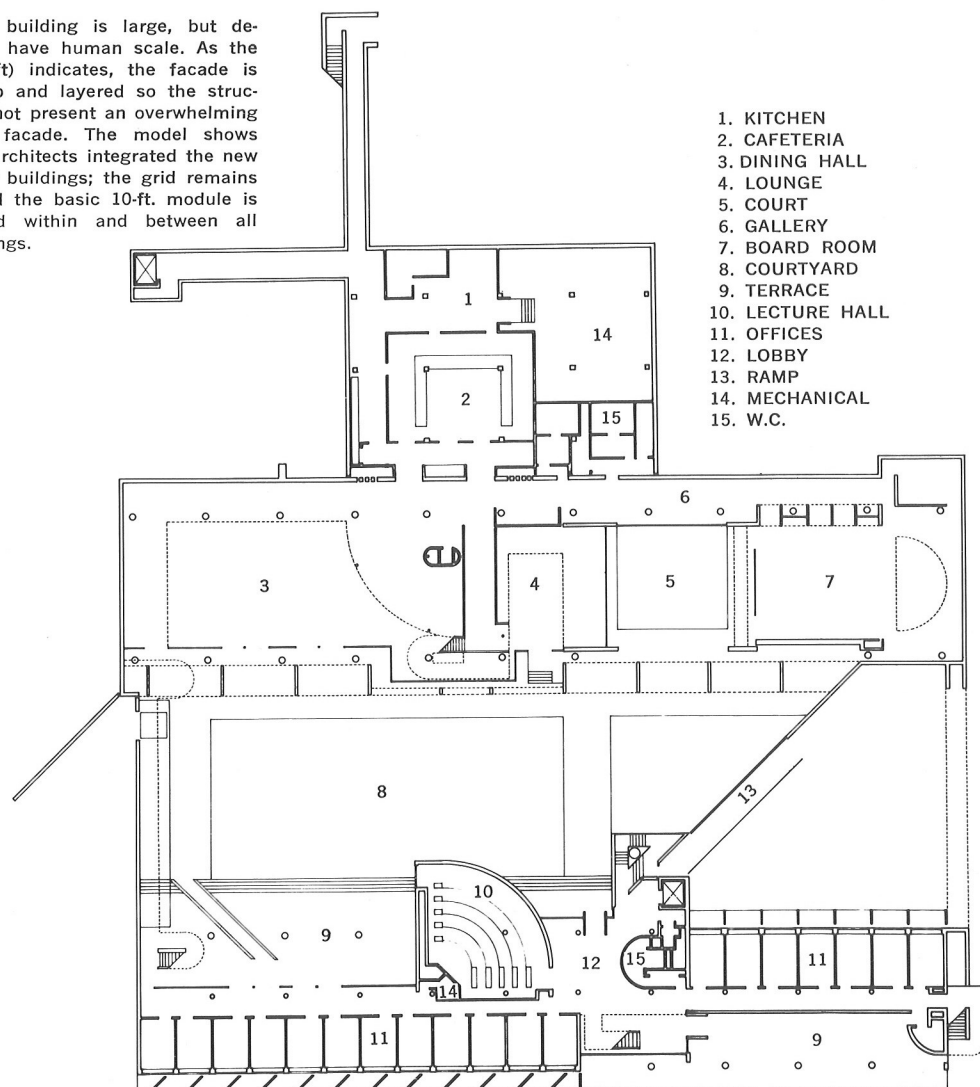 building is large, but de-
have human scale. As the
ft) indicates, the facade is
p and layered so the struc-
not present an overwhelming
facade. The model shows
rchitects integrated the new
buildings; the grid remains
l the basic 10-ft. module is
d within and between all
ngs.
1. KITCHEN
2. CAFETERIA
3. DINING HALL
4. LOUNGE
5. COURT
6. GALLERY
7. BOARD ROOM
8. COURTYARD
9. TERRACE
10. LECTURE HALL
11. OFFICES
12. LOBBY
13. RAMP
14. MECHANICAL
15. W.C.
1
14
2
15
6
3
4
5
7
8
13
10
9
12
15
11
14
11
9